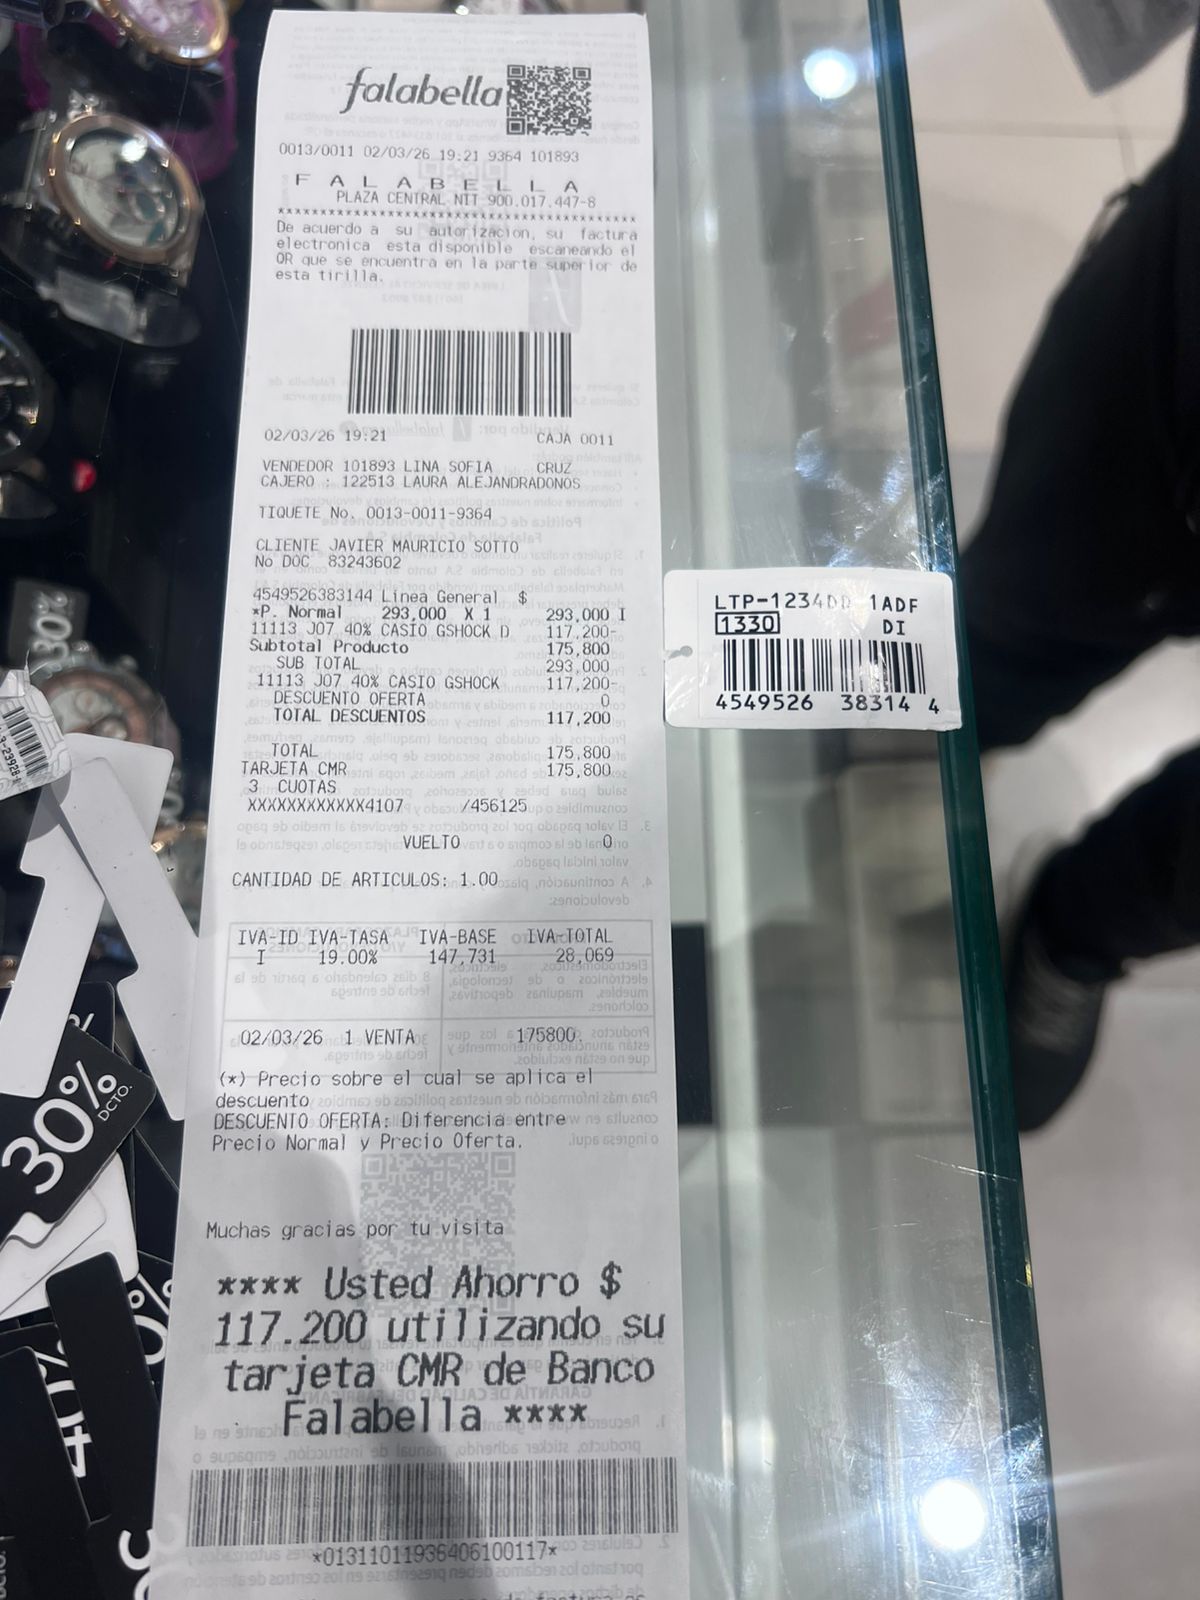 falabella
0013/0011 02/03/26 19:21 9364 101893
F A L A B E L L A
PLAZA CENTRAL NIT 900.017.447-8
****************************************
De acuerdo a su autorizacion, su factura
electronica esta disponible escaneando el
QR que se encuentra en la parte superior de
esta tirilla.
02/03/26 19:21 CAJA 0011
VENDEDOR 101893 LINA SOFIA CRUZ
CAJERO : 122513 LAURA ALEJANDRADONOS
TIQUETE No. 0013-0011-9364
CLIENTE JAVIER MAURICIO SOTTO
No DOC 83243602
4549526383144 Linea General $
*P. Normal 293,000 X 1 293,000 I
11113 J07 40% CASIO GSHOCK D 117,200-
Subtotal Producto 175,800
SUB TOTAL 293,000
11113 J07 40% CASIO GSHOCK 117,200-
DESCUENTO OFERTA 0
TOTAL DESCUENTOS 117,200
TOTAL 175,800
TARJETA CMR 175,800
3 CUOTAS
XXXXXXXXXXXX4107 /456125
VUELTO 0
CANTIDAD DE ARTICULOS: 1.00
IVA-ID IVA-TASA IVA-BASE IVA-TOTAL
I 19.00% 147,731 28,069
02/03/26 1 VENTA 175800.
(*) Precio sobre el cual se aplica el
descuento
DESCUENTO OFERTA: Diferencia entre
Precio Normal y Precio Oferta.
Muchas gracias por tu visita
**** Usted Ahorro $
117.200 utilizando su
tarjeta CMR de Banco
Falabella ****
*01311011936406100117*
LTP-1234DD 1ADF
1330 DI
4549526 38314 4
30%
30%
DCTO.
40%